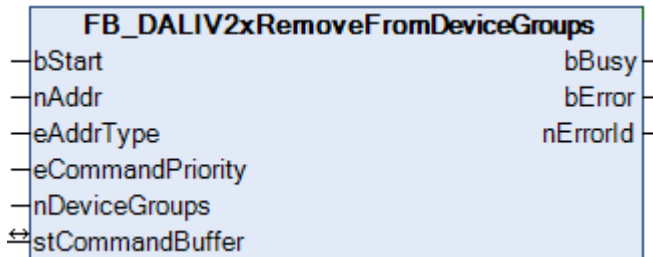 FB_DALIV2xRemoveFromDeviceGroups
bStart bBusy
nAddr bError
eAddrType nErrorId
eCommandPriority
nDeviceGroups
stCommandBuffer